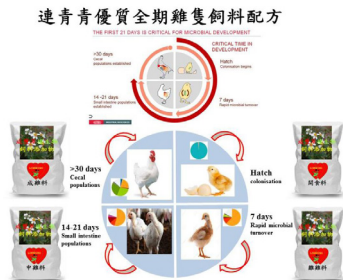 連青青優質全期雞隻飼料配方
THE FIRST 21 DAYS IS CRITICAL FOR MICROBIAL DEVELOPMENT
CRITICAL TIME IN
DEVELOPMENT
>30 days
Cecal
populations
established
Hatch
Colonisation begins
14 -21 days
Small intestine populations
established
7 days
Rapid microbial
turnover
>30 days
Cecal
populations
Hatch
colonisation
成雞料
開食料
14-21 days
Small intestine
populations
7 days
Rapid microbial
turnover
中雞料
雛雞料